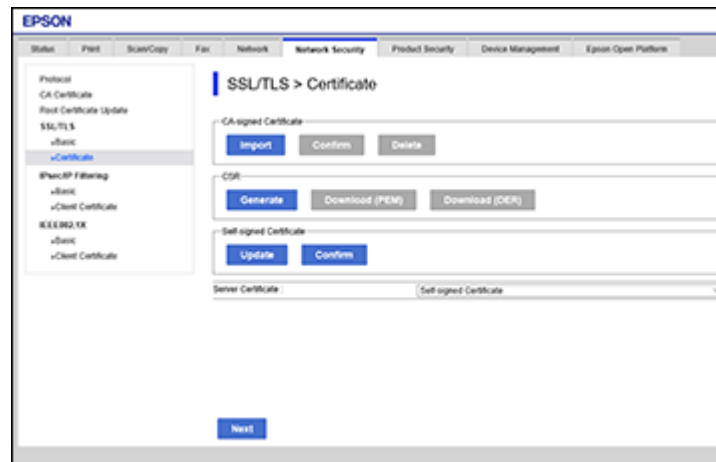 EPSON
Status Print Scan/Copy Fax Network Network Security Product Security Device Management Epson Open Platform
Protocol
CA Certificate
Root Certificate Update
SSL/TLS
»Basic
»Certificate
IPsec/IP Filtering
»Basic
»Client Certificate
IEEE802.1X
»Basic
»Client Certificate
SSL/TLS > Certificate
CA-signed Certificate
Import Confirm Delete
CSR
Generate Download (PEM) Download (DER)
Self-signed Certificate
Update Confirm
Server Certificate : Self-signed Certificate
Next